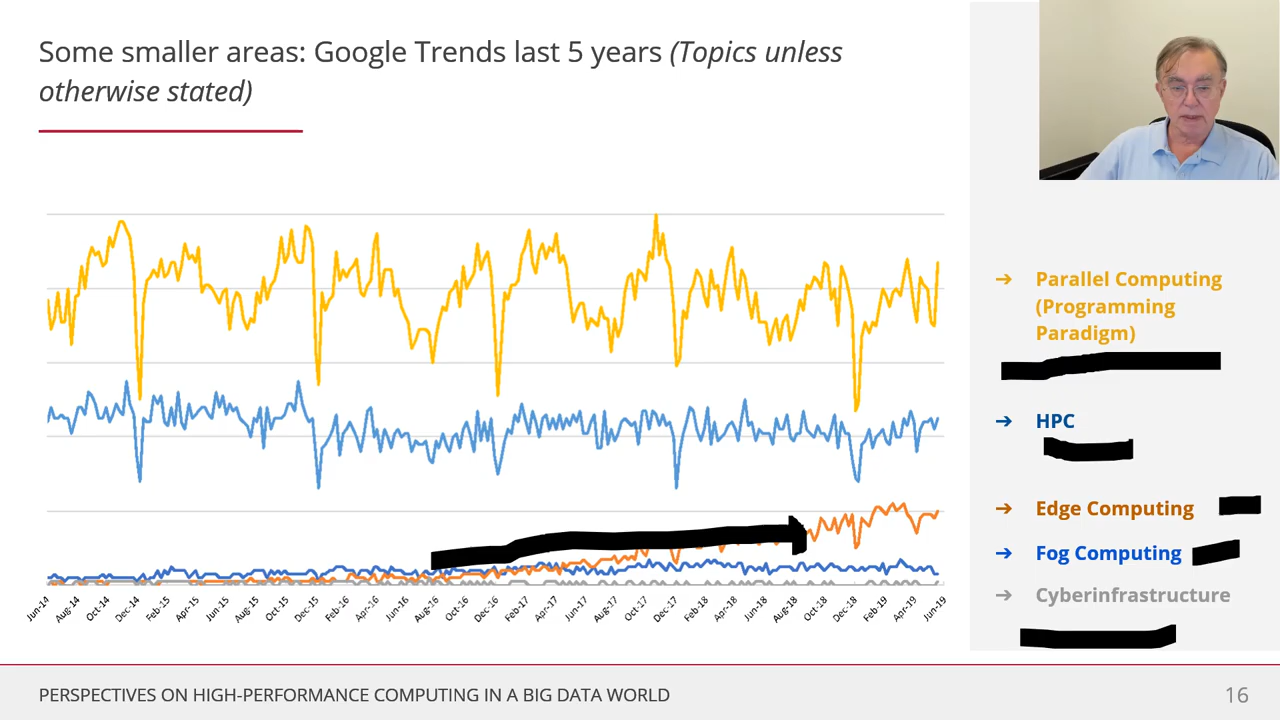 Some smaller areas: Google Trends last 5 years (Topics unless
otherwise stated)
➔ Parallel Computing
(Programming
Paradigm)
➔ HPC
➔ Edge Computing
➔ Fog Computing
➔ Cyberinfrastructure
Jun-14 Aug-14 Oct-14 Dec-14 Feb-15 Apr-15 Jun-15 Aug-15 Oct-15 Dec-15 Feb-16 Apr-16 Jun-16 Aug-16 Oct-16 Dec-16 Feb-17 Apr-17 Jun-17 Aug-17 Oct-17 Dec-17 Feb-18 Apr-18 Jun-18 Aug-18 Oct-18 Dec-18 Feb-19 Apr-19 Jun-19
PERSPECTIVES ON HIGH-PERFORMANCE COMPUTING IN A BIG DATA WORLD 16